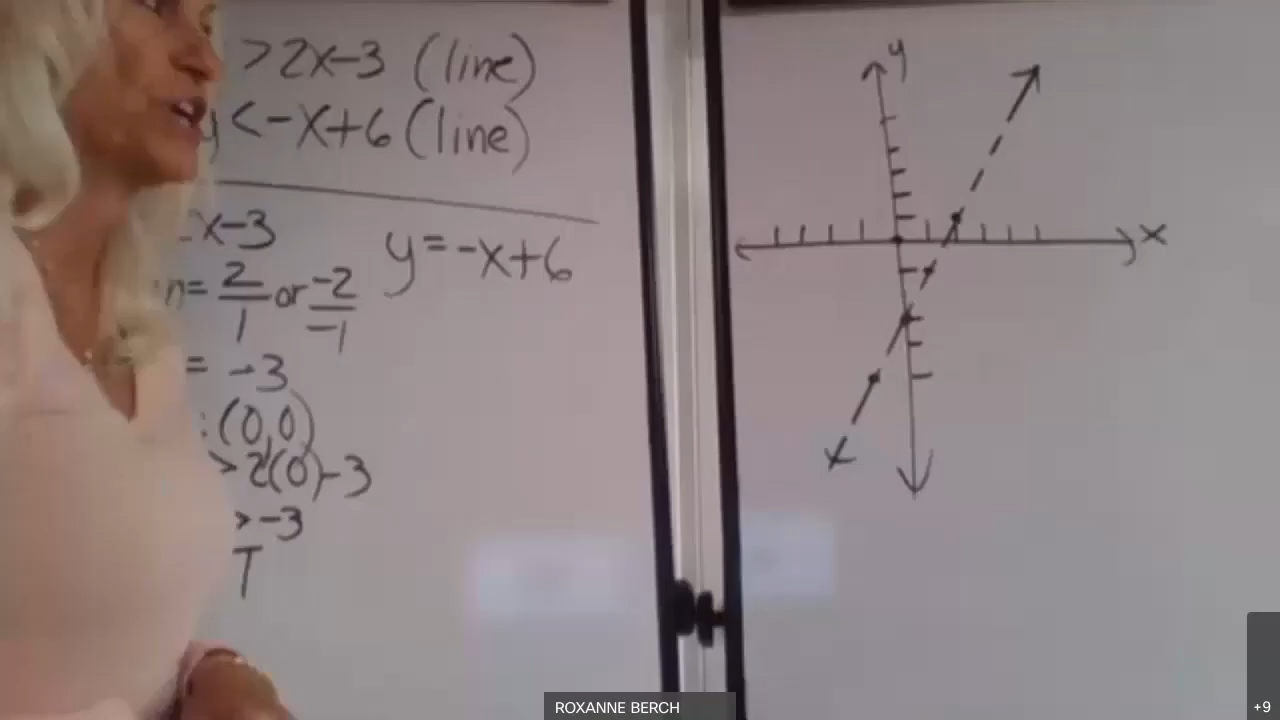 >2x-3 (line)
y<-x+6 (line)
x-3
y=-x+6
m= 2/1 or -2/-1
= -3
: (0,0)
> 2(0)-3
> -3
T
y
x
ROXANNE BERCH
+9